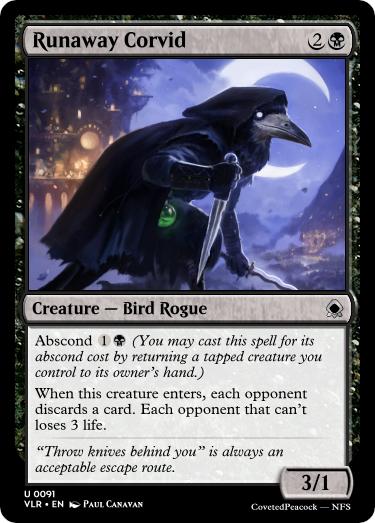 Runaway Corvid 2
Creature — Bird Rogue
Abscond 1 (You may cast this spell for its
abscond cost by returning a tapped creature you
control to its owner's hand.)
When this creature enters, each opponent
discards a card. Each opponent that can't
loses 3 life.
“Throw knives behind you” is always an
acceptable escape route.
3/1
U 0091
VLR • EN Paul Canavan
CovetedPeacock — NFS